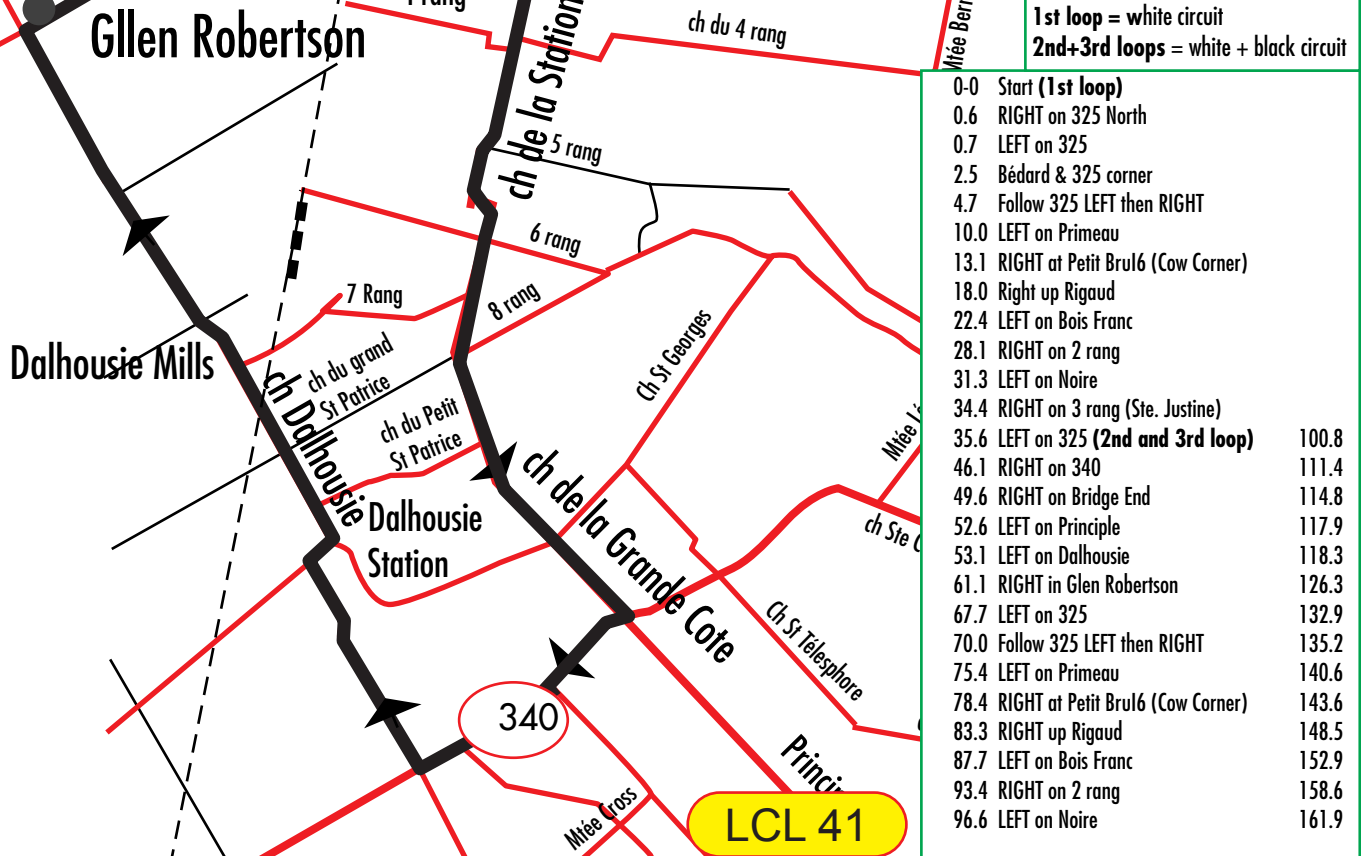 1 rang
ch du 4 rang
Gllen Robertson
ch de la Station
5 rang
6 rang
7 Rang
8 rang
Dalhousie Mills
ch du grand
St Patrice
ch Dalhousie
ch du Petit
St Patrice
Ch St Georges
Dalhousie
Station
ch de la Grande Cote
ch Ste
Ch St Télesphore
340
Mtée Cross
LCL 41
1st loop = white circuit
2nd+3rd loops = white + black circuit
0-0 Start (1st loop)
0.6 RIGHT on 325 North
0.7 LEFT on 325
2.5 Bédard & 325 corner
4.7 Follow 325 LEFT then RIGHT
10.0 LEFT on Primeau
13.1 RIGHT at Petit Brul6 (Cow Corner)
18.0 Right up Rigaud
22.4 LEFT on Bois Franc
28.1 RIGHT on 2 rang
31.3 LEFT on Noire
34.4 RIGHT on 3 rang (Ste. Justine)
35.6 LEFT on 325 (2nd and 3rd loop) 100.8
46.1 RIGHT on 340 111.4
49.6 RIGHT on Bridge End 114.8
52.6 LEFT on Principle 117.9
53.1 LEFT on Dalhousie 118.3
61.1 RIGHT in Glen Robertson 126.3
67.7 LEFT on 325 132.9
70.0 Follow 325 LEFT then RIGHT 135.2
75.4 LEFT on Primeau 140.6
78.4 RIGHT at Petit Brul6 (Cow Corner) 143.6
83.3 RIGHT up Rigaud 148.5
87.7 LEFT on Bois Franc 152.9
93.4 RIGHT on 2 rang 158.6
96.6 LEFT on Noire 161.9